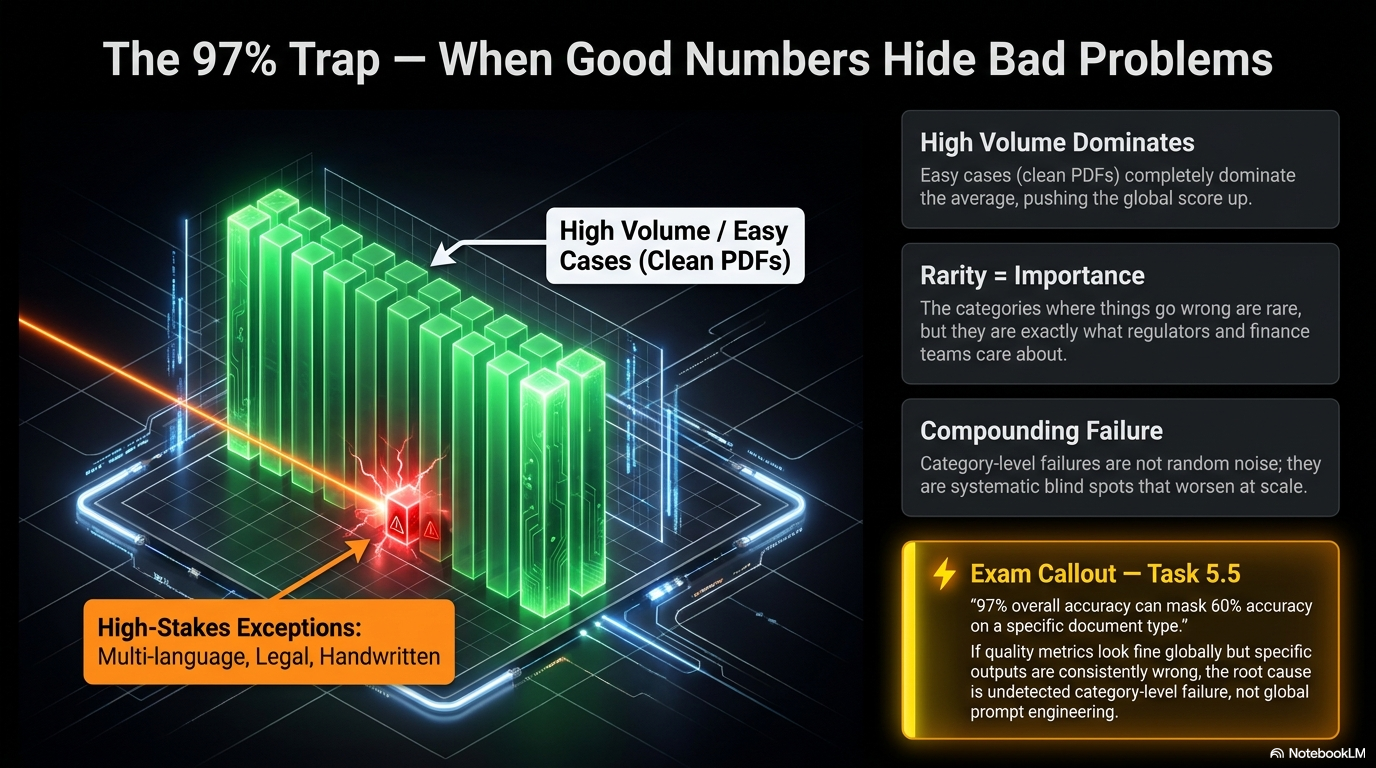 The 97% Trap — When Good Numbers Hide Bad Problems
High Volume / Easy
Cases (Clean PDFs)
High-Stakes Exceptions:
Multi-language, Legal, Handwritten
High Volume Dominates
Easy cases (clean PDFs) completely dominate
the average, pushing the global score up.
Rarity = Importance
The categories where things go wrong are rare,
but they are exactly what regulators and finance
teams care about.
Compounding Failure
Category-level failures are not random noise; they
are systematic blind spots that worsen at scale.
Exam Callout — Task 5.5
“97% overall accuracy can mask 60% accuracy
on a specific document type.”
If quality metrics look fine globally but specific
outputs are consistently wrong, the root cause
is undetected category-level failure, not global
prompt engineering.
NotebookLM